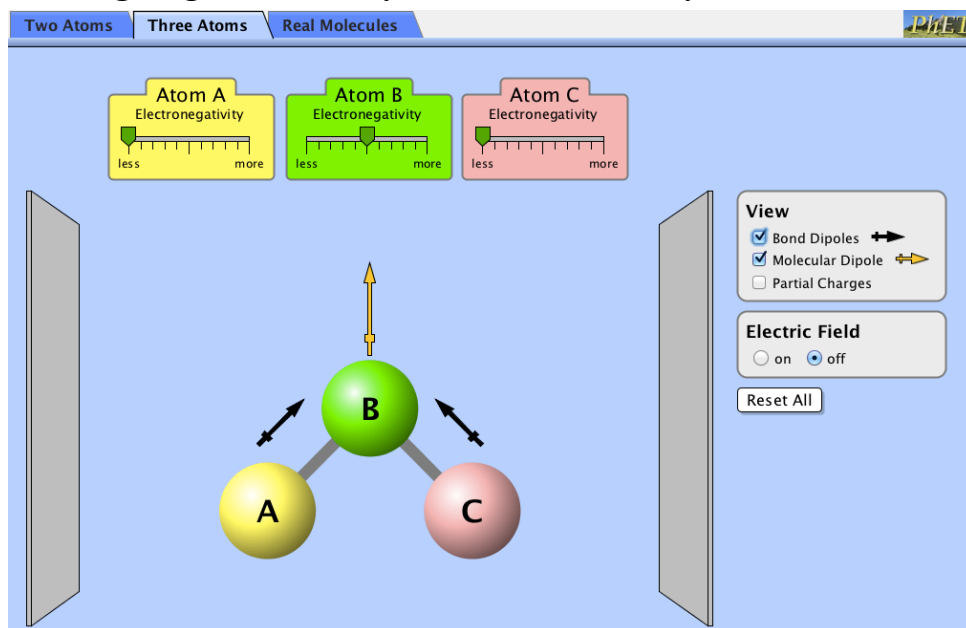 Two Atoms
Three Atoms
Real Molecules
PhET
Atom A
Electronegativity
less more
Atom B
Electronegativity
less more
Atom C
Electronegativity
less more
View
Bond Dipoles
Molecular Dipole
Partial Charges
Electric Field
on off
Reset All
B
A
C